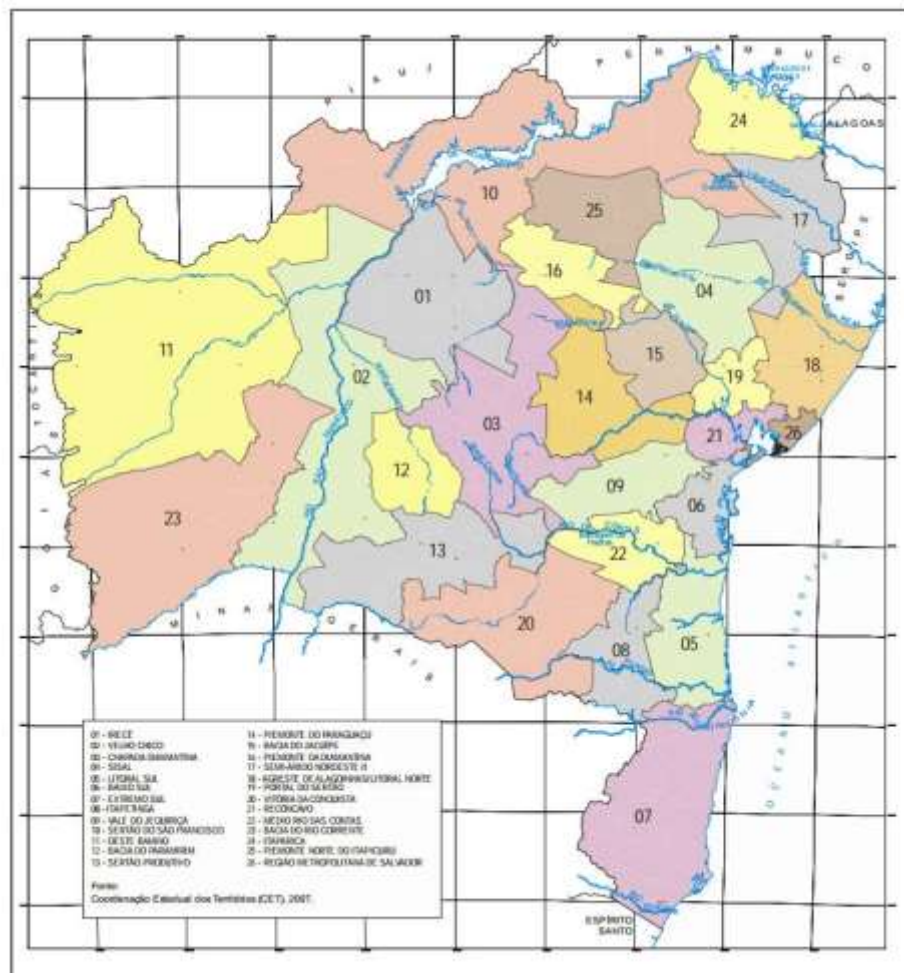 PERNAMBUCO
PIAUÍ
ALAGOAS
SERGIPE
TOCANTINS
GOIÁS
MINAS GERAIS
ESPÍRITO
SANTO
OCEANO ATLÂNTICO
24
10
25
17
16
04
01
11
02
15
14
19
18
03
21
26
12
09
06
23
13
22
20
08
05
07
01 - IRECÊ
02 - VELHO CHICO
03 - CHAPADA DIAMANTINA
04 - SISAL
05 - LITORAL SUL
06 - BAIXO SUL
07 - EXTREMO SUL
08 - ITAPETINGA
09 - VALE DO JEQUIRIÇA
10 - SERTÃO DO SÃO FRANCISCO
11 - OESTE BAIANO
12 - BACIA DO PARAMIRIM
13 - SERTÃO PRODUTIVO
14 - PIEMONTE DO PARAGUAÇU
15 - BACIA DO JACUÍPE
16 - PIEMONTE DA DIAMANTINA
17 - SEMI-ARIDO NORDESTE II
18 - AGRESTE DE ALAGOINHAS/LITORAL NORTE
19 - PORTAL DO SERTÃO
20 - VITÓRIA DA CONQUISTA
21 - RECÔNCAVO
22 - MÉDIO RIO DAS CONTAS
23 - BACIA DO RIO CORRENTE
24 - ITAPARICA
25 - PIEMONTE NORTE DO ITAPICURU
26 - REGIÃO METROPOLITANA DE SALVADOR
Fonte:
Coordenação Estadual dos Territórios (CET), 2007.